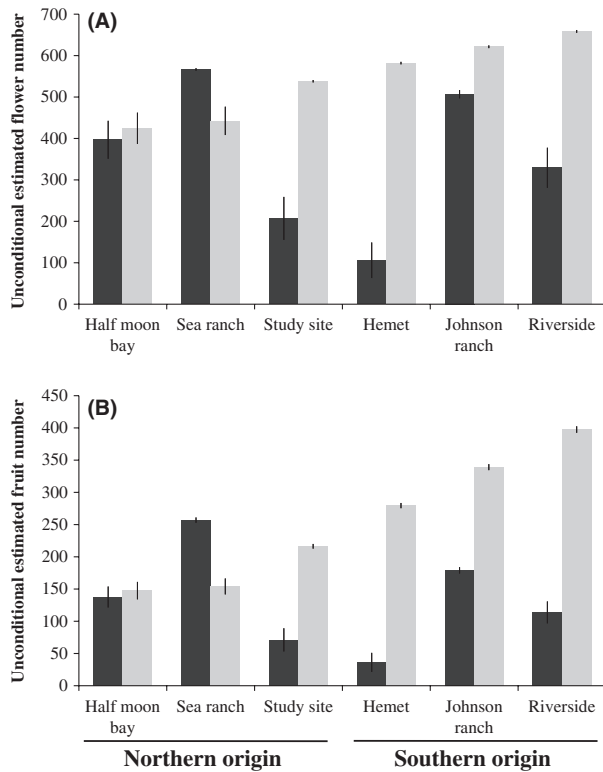 (A)
Unconditional estimated flower number
700
600
500
400
300
200
100
0
Half moon bay
Sea ranch
Study site
Hemet
Johnson ranch
Riverside
(B)
Unconditional estimated fruit number
450
400
350
300
250
200
150
100
50
0
Half moon bay
Sea ranch
Study site
Hemet
Johnson ranch
Riverside
Northern origin
Southern origin